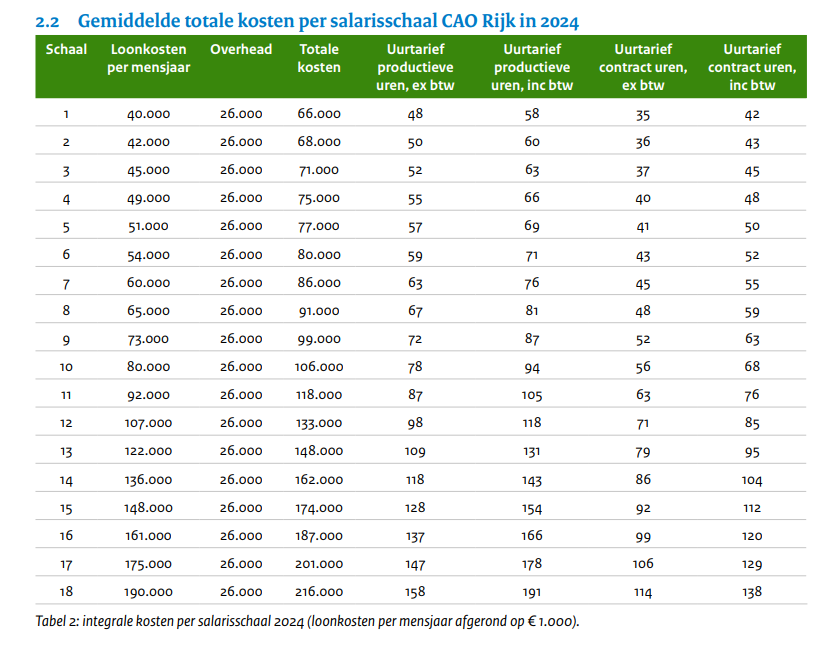 2.2 Gemiddelde totale kosten per salarisschaal CAO Rijk in 2024
Schaal Loonkosten per mensjaar Overhead Totale kosten Uurtarief productieve uren, ex btw Uurtarief productieve uren, inc btw Uurtarief contract uren, ex btw Uurtarief contract uren, inc btw
1 40.000 26.000 66.000 48 58 35 42
2 42.000 26.000 68.000 50 60 36 43
3 45.000 26.000 71.000 52 63 37 45
4 49.000 26.000 75.000 55 66 40 48
5 51.000 26.000 77.000 57 69 41 50
6 54.000 26.000 80.000 59 71 43 52
7 60.000 26.000 86.000 63 76 45 55
8 65.000 26.000 91.000 67 81 48 59
9 73.000 26.000 99.000 72 87 52 63
10 80.000 26.000 106.000 78 94 56 68
11 92.000 26.000 118.000 87 105 63 76
12 107.000 26.000 133.000 98 118 71 85
13 122.000 26.000 148.000 109 131 79 95
14 136.000 26.000 162.000 118 143 86 104
15 148.000 26.000 174.000 128 154 92 112
16 161.000 26.000 187.000 137 166 99 120
17 175.000 26.000 201.000 147 178 106 129
18 190.000 26.000 216.000 158 191 114 138
Tabel 2: integrale kosten per salarisschaal 2024 (loonkosten per mensjaar afgerond op € 1.000).